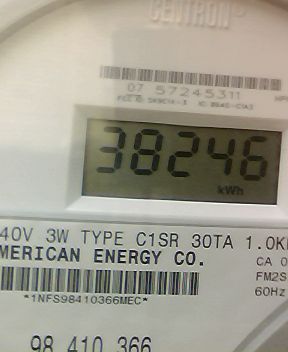 CENTRON®
07 57245311
38246
kWh
40V 3W TYPE C1SR 30TA 1.0K
MERICAN ENERGY CO.
CA 0
FM2S
60Hz
*1NFS98410366MEC*
98 410 366